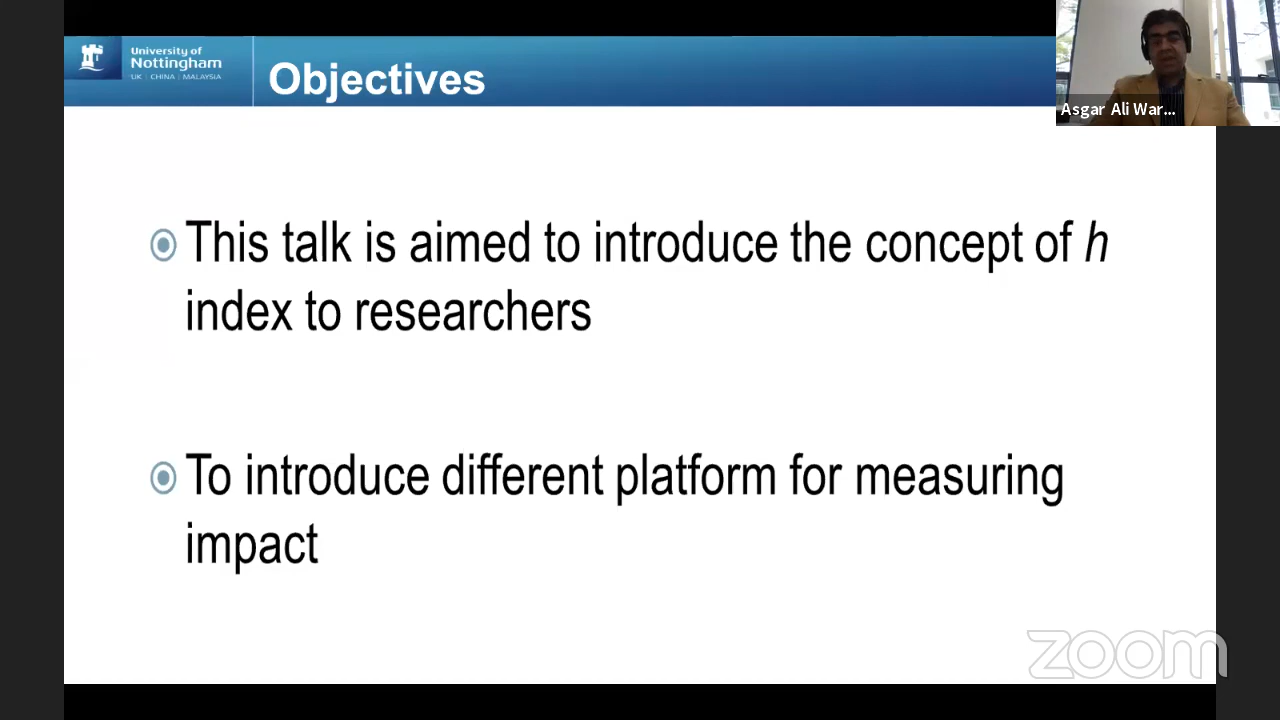 University of
Nottingham
UK | CHINA | MALAYSIA
Objectives
Asgar Ali War...
This talk is aimed to introduce the concept of h
index to researchers
To introduce different platform for measuring
impact
zoom